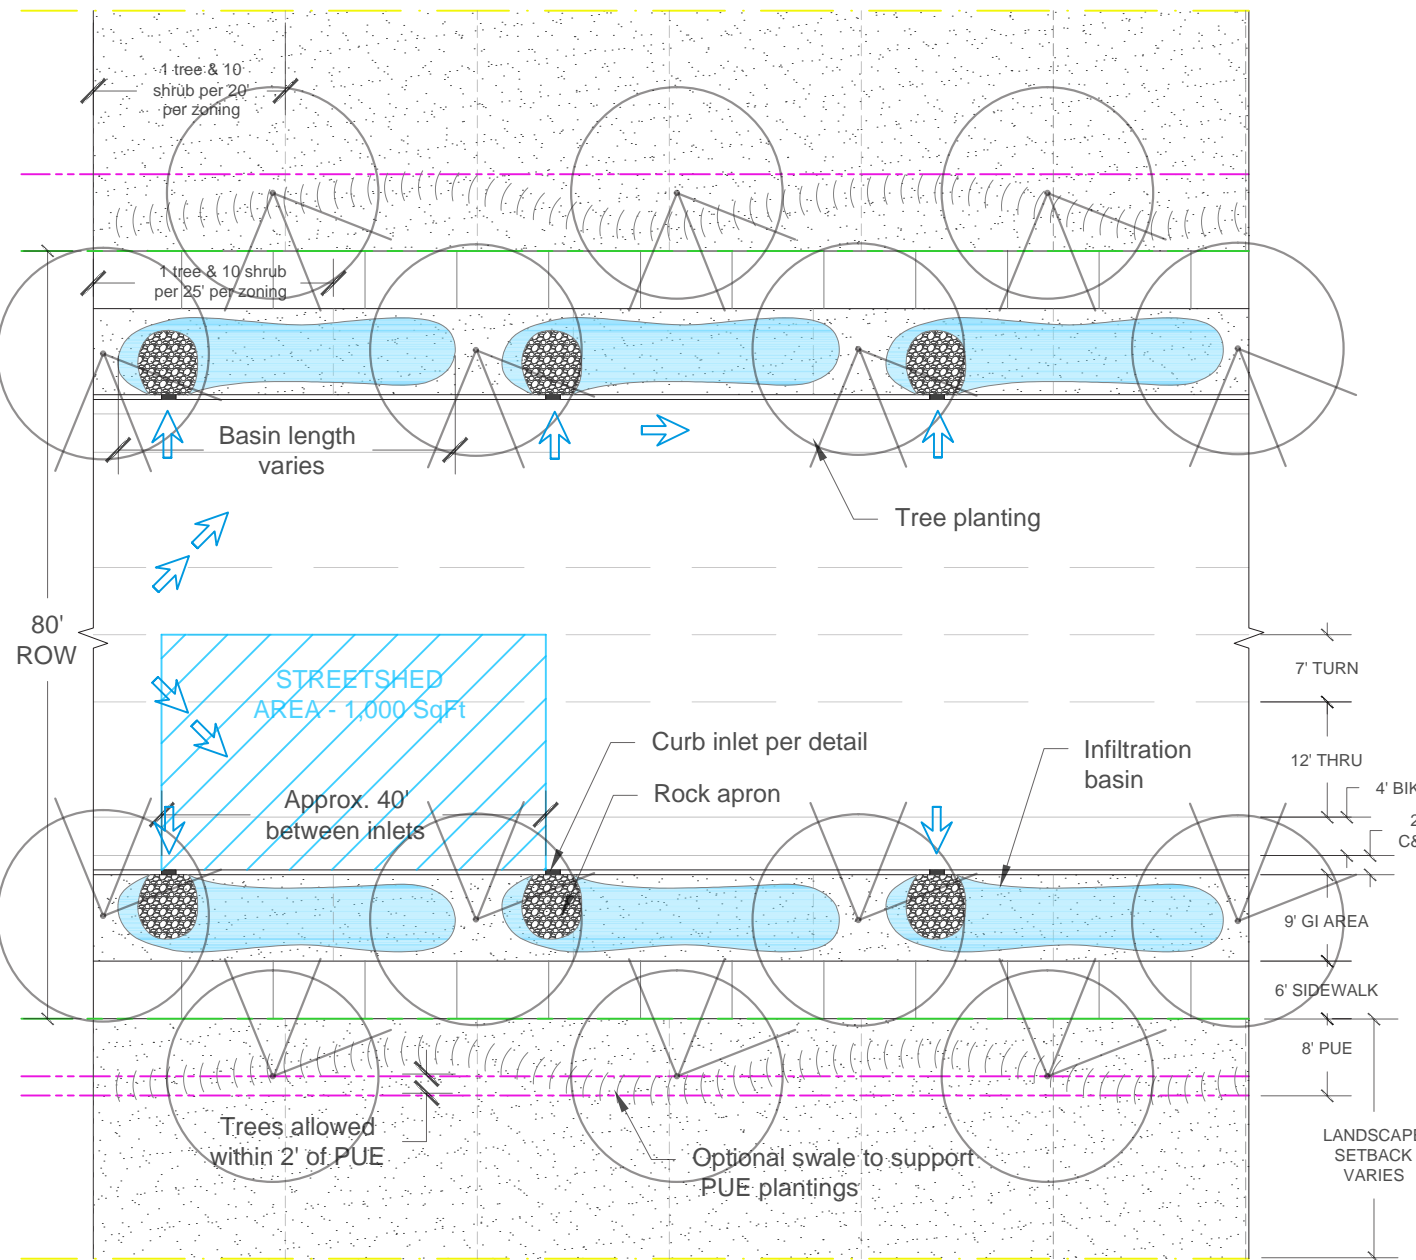 1 tree & 10
shrub per 20'
per zoning
1 tree & 10 shrub
per 25' per zoning
Basin length
varies
Tree planting
80'
ROW
STREETSHED
AREA - 1,000 SqFt
7' TURN
Curb inlet per detail
Infiltration
basin
12' THRU
Rock apron
4' BIK
Approx. 40'
between inlets
2
C&
9' GI AREA
6' SIDEWALK
8' PUE
Trees allowed
within 2' of PUE
Optional swale to support
PUE plantings
LANDSCAPE
SETBACK
VARIES